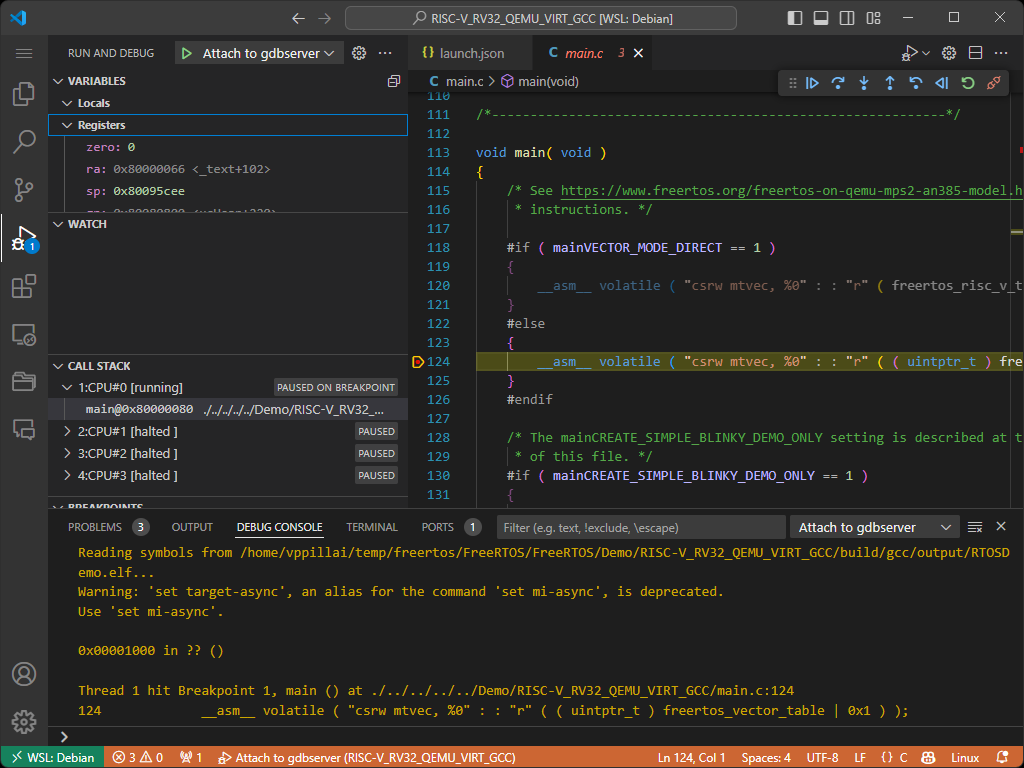 RISC-V_RV32_QEMU_VIRT_GCC [WSL: Debian]
RUN AND DEBUG
Attach to gdbserver
VARIABLES
Locals
Registers
zero: 0
ra: 0x80000066 <_text+102>
sp: 0x80095cee
WATCH
CALL STACK
1:CPU#0 [running]
PAUSED ON BREAKPOINT
main@0x80000080 ./../../../../Demo/RISC-V_RV32_...
2:CPU#1 [halted ]
PAUSED
3:CPU#2 [halted ]
PAUSED
4:CPU#3 [halted ]
PAUSED
BREAKPOINTS
1
{} launch.json
C main.c 3
C main.c > main(void)
110
111 /*-----------------------------------------------------------*/
112
113 void main( void )
114 {
115 /* See https://www.freertos.org/freertos-on-qemu-mps2-an385-model.h
116 * instructions. */
117
118 #if ( mainVECTOR_MODE_DIRECT == 1 )
119 {
120 __asm__ volatile ( "csrw mtvec, %0" : : "r" ( freertos_risc_v_t
121 }
122 #else
123 {
124 __asm__ volatile ( "csrw mtvec, %0" : : "r" ( ( uintptr_t ) fre
125 }
126 #endif
127
128 /* The mainCREATE_SIMPLE_BLINKY_DEMO_ONLY setting is described at t
129 * of this file. */
130 #if ( mainCREATE_SIMPLE_BLINKY_DEMO_ONLY == 1 )
131 {
PROBLEMS 3 OUTPUT DEBUG CONSOLE TERMINAL PORTS 1 Filter (e.g. text, !exclude, \escape) Attach to gdbserver
Reading symbols from /home/vppillai/temp/freertos/FreeRTOS/FreeRTOS/Demo/RISC-V_RV32_QEMU_VIRT_GCC/build/gcc/output/RTOSD
emo.elf...
Warning: 'set target-async', an alias for the command 'set mi-async', is deprecated.
Use 'set mi-async'.
0x00001000 in ?? ()
Thread 1 hit Breakpoint 1, main () at ./../../../../Demo/RISC-V_RV32_QEMU_VIRT_GCC/main.c:124
124 __asm__ volatile ( "csrw mtvec, %0" : : "r" ( ( uintptr_t ) freertos_vector_table | 0x1 ) );
>
WSL: Debian 3 0 1 Attach to gdbserver (RISC-V_RV32_QEMU_VIRT_GCC) Ln 124, Col 1 Spaces: 4 UTF-8 LF {} C Linux